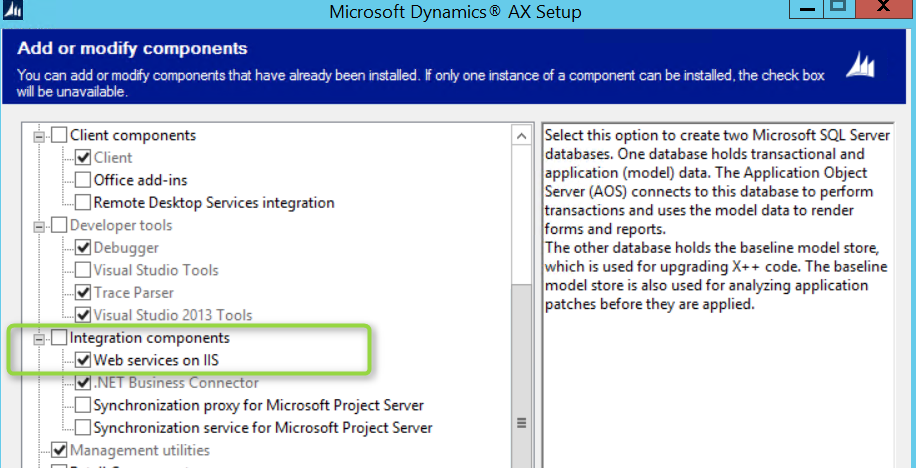 Microsoft Dynamics® AX Setup
Add or modify components
You can add or modify components that have already been installed. If only one instance of a component can be installed, the check box
will be unavailable.
Client components
Client
Office add-ins
Remote Desktop Services integration
Developer tools
Debugger
Visual Studio Tools
Trace Parser
Visual Studio 2013 Tools
Integration components
Web services on IIS
.NET Business Connector
Synchronization proxy for Microsoft Project Server
Synchronization service for Microsoft Project Server
Management utilities
Select this option to create two Microsoft SQL Server
databases. One database holds transactional and
application (model) data. The Application Object
Server (AOS) connects to this database to perform
transactions and uses the model data to render
forms and reports.
The other database holds the baseline model store,
which is used for upgrading X++ code. The baseline
model store is also used for analyzing application
patches before they are applied.